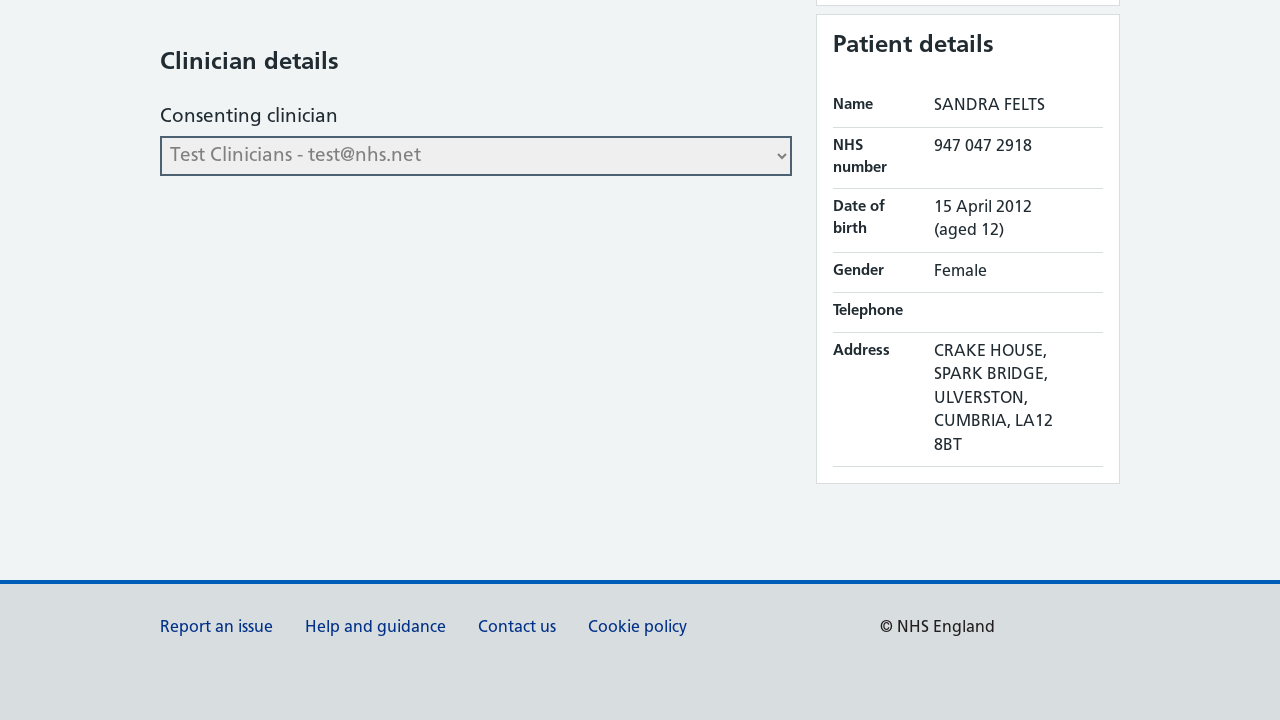 Clinician details
Consenting clinician
Test Clinicians - test@nhs.net
Patient details
Name SANDRA FELTS
NHS number 947 047 2918
Date of birth 15 April 2012 (aged 12)
Gender Female
Telephone
Address CRAKE HOUSE,
SPARK BRIDGE,
ULVERSTON,
CUMBRIA, LA12
8BT
Report an issue Help and guidance Contact us Cookie policy © NHS England